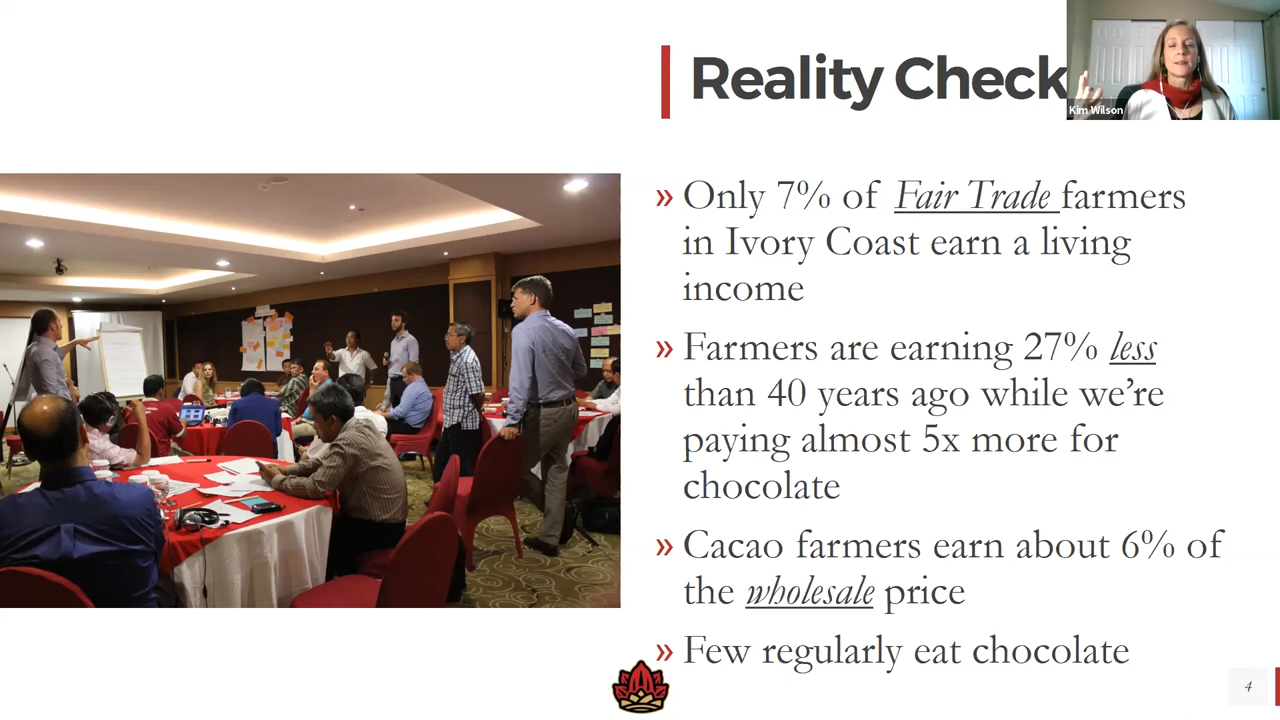 Reality Check
Kim Wilson
» Only 7% of Fair Trade farmers
in Ivory Coast earn a living
income
» Farmers are earning 27% less
than 40 years ago while we’re
paying almost 5x more for
chocolate
» Cacao farmers earn about 6% of
the wholesale price
» Few regularly eat chocolate
4